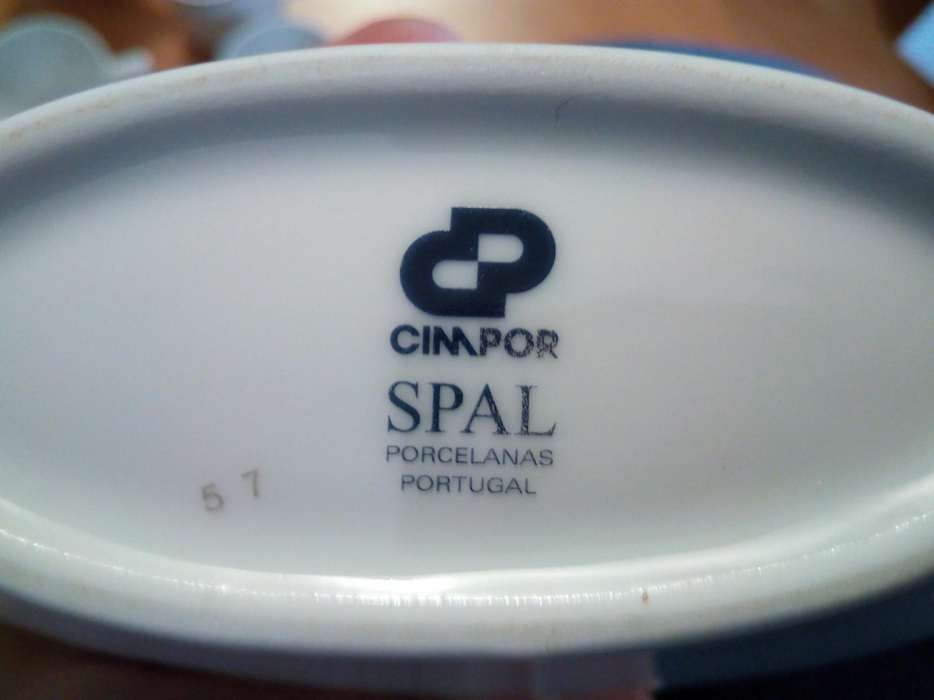 CIMPOR
SPAL
PORCELANAS
PORTUGAL
57